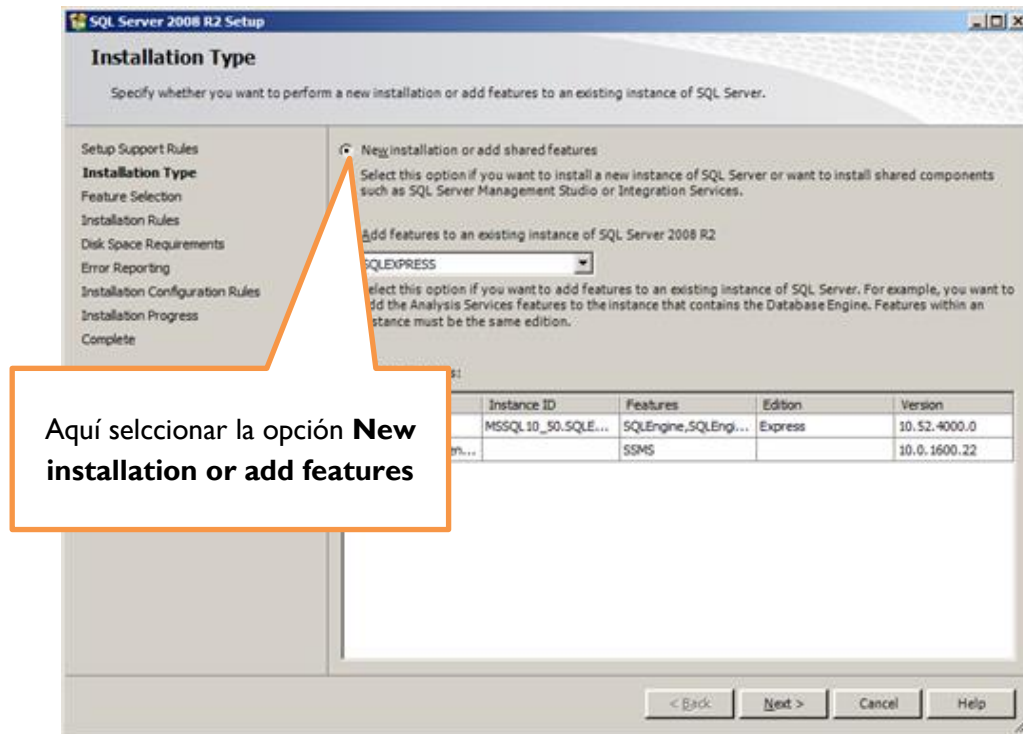 SQL Server 2008 R2 Setup
Installation Type
Specify whether you want to perform a new installation or add features to an existing instance of SQL Server.
Setup Support Rules
Installation Type
Feature Selection
Installation Rules
Disk Space Requirements
Error Reporting
Installation Configuration Rules
Installation Progress
Complete
New installation or add shared features
Select this option if you want to install a new instance of SQL Server or want to install shared components
such as SQL Server Management Studio or Integration Services.
Add features to an existing instance of SQL Server 2008 R2
SQLEXPRESS
elect this option if you want to add features to an existing instance of SQL Server. For example, you want to
dd the Analysis Services features to the instance that contains the Database Engine. Features within an
stance must be the same edition.
s:
Instance ID Features Edition Version
MSSQL10_50.SQLE... SQLEngine,SQLEngi... Express 10.52.4000.0
en... SSMS 10.0.1600.22
Aquí selccionar la opción New
installation or add features
< Back Next > Cancel Help